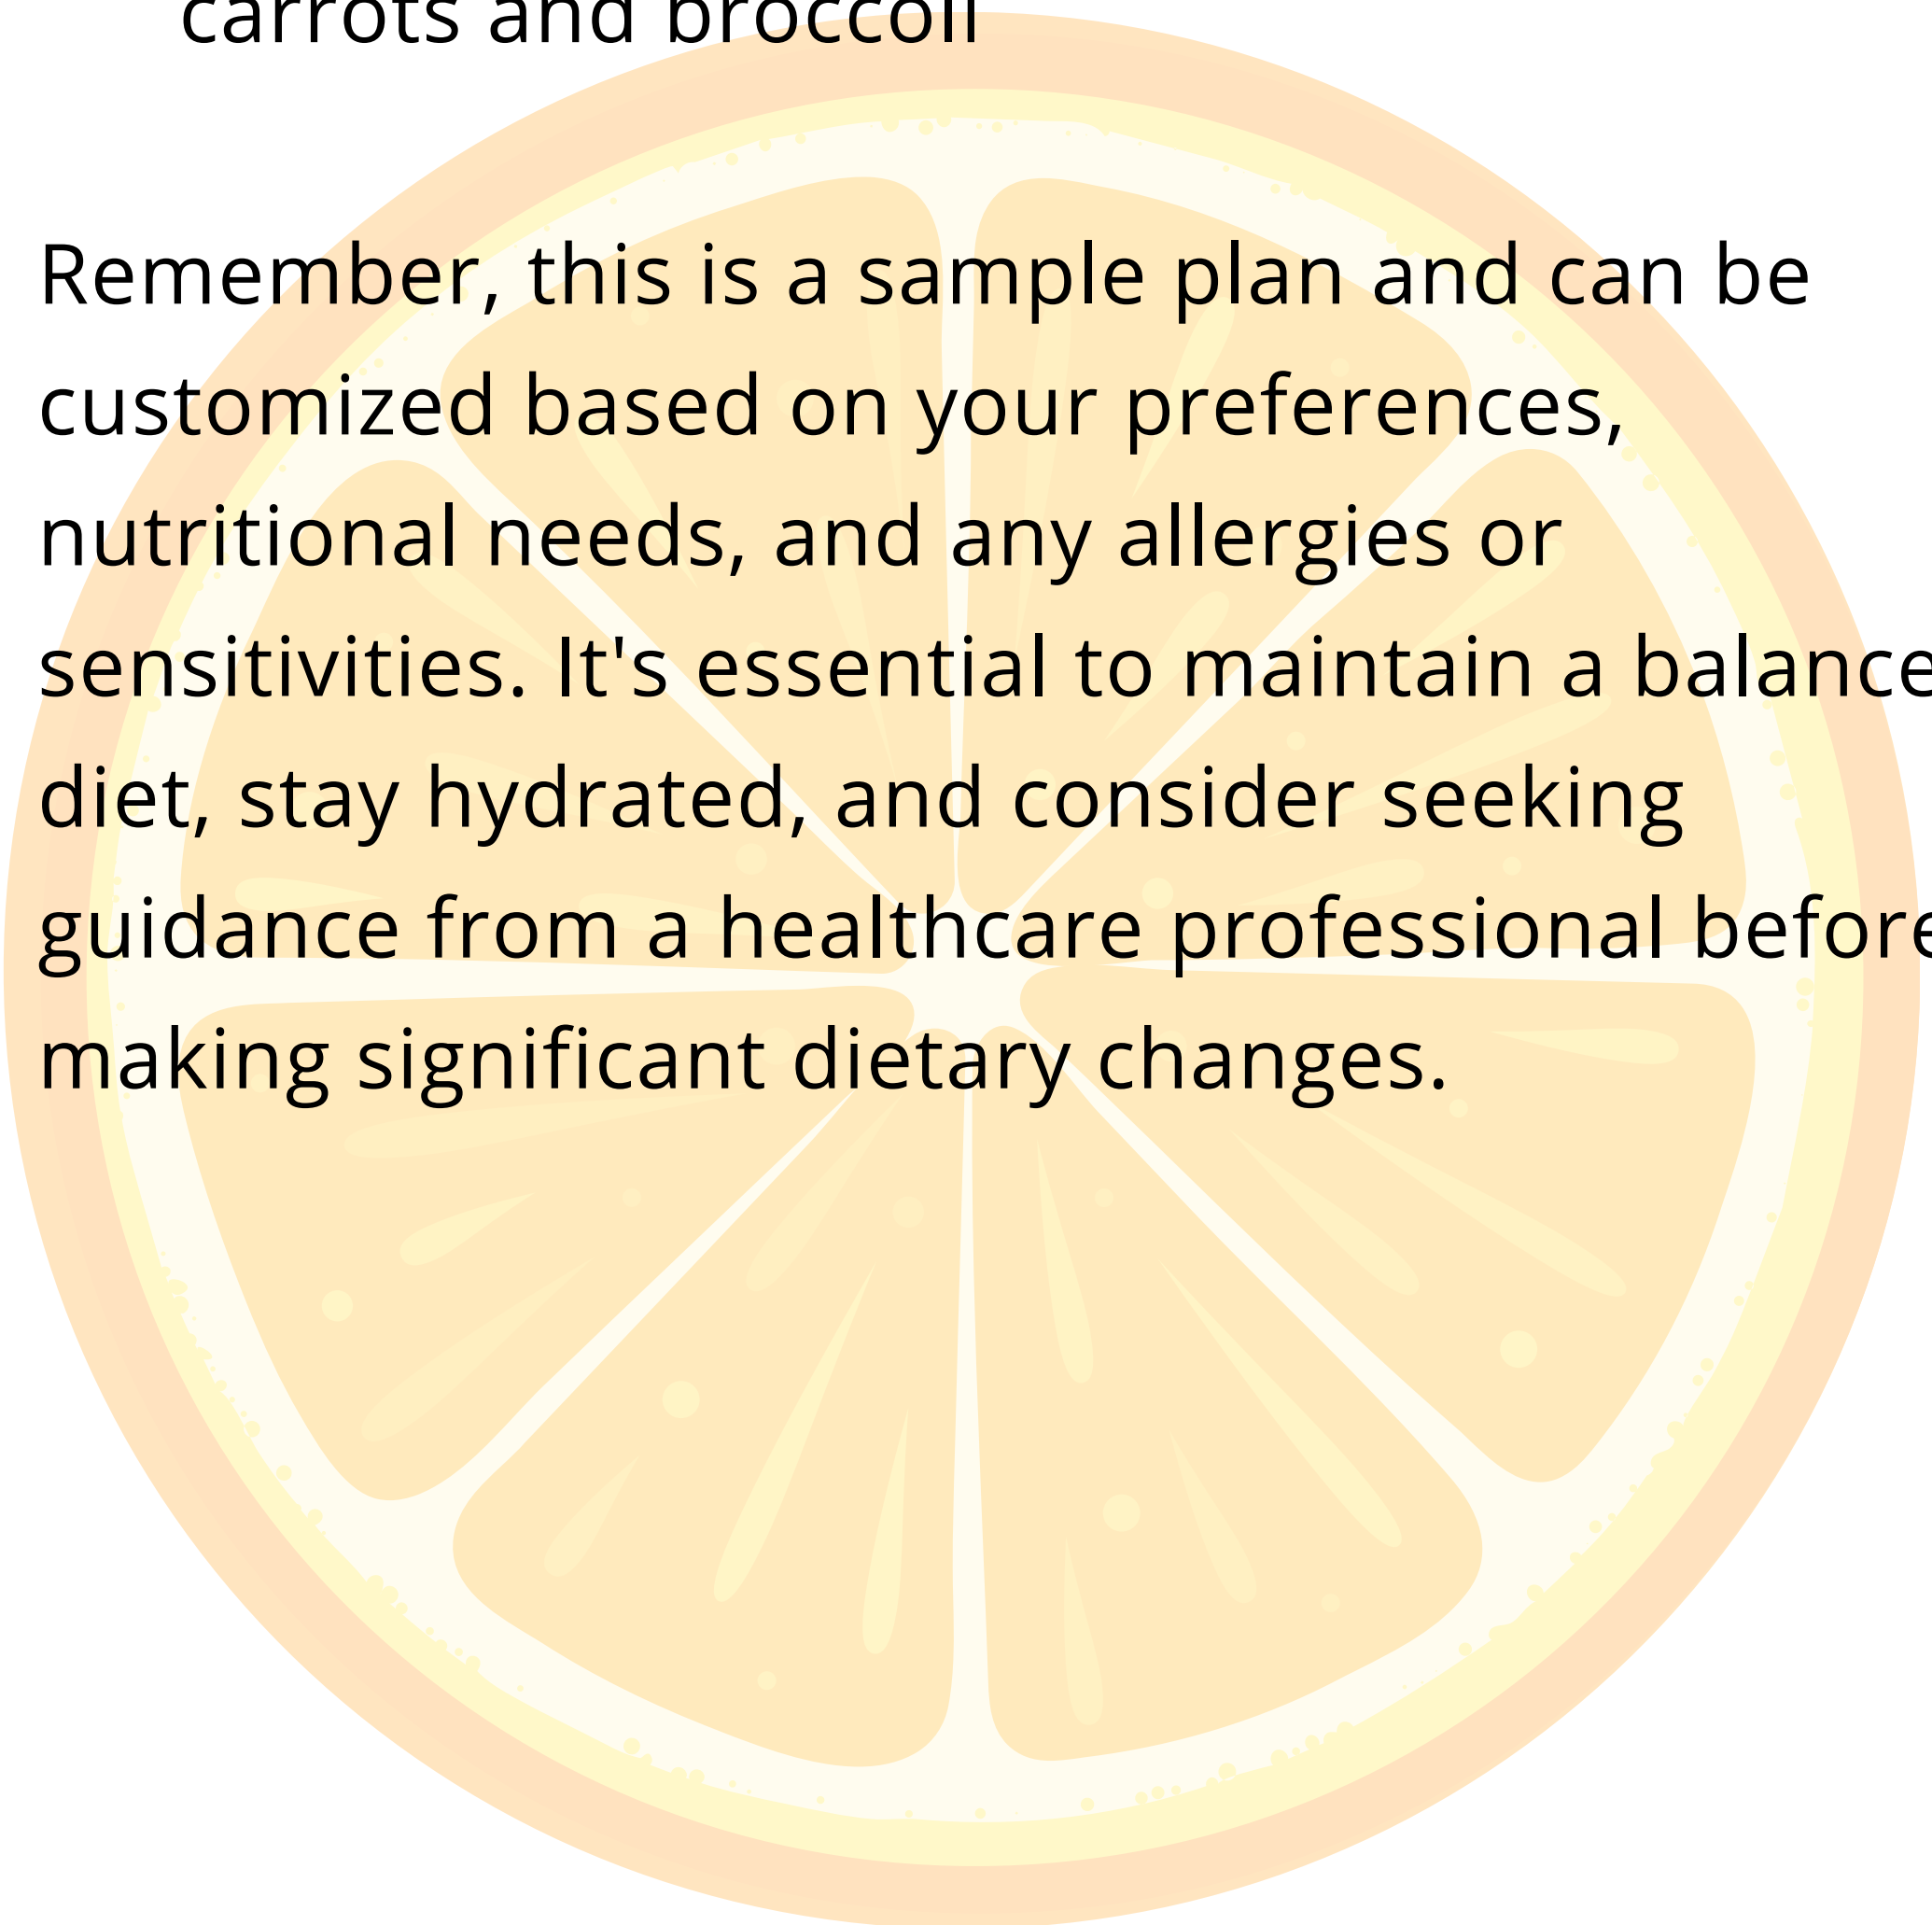 carrots and broccoli
Remember, this is a sample plan and can be
customized based on your preferences,
nutritional needs, and any allergies or
sensitivities. It's essential to maintain a balance
diet, stay hydrated, and consider seeking
guidance from a healthcare professional before
making significant dietary changes.